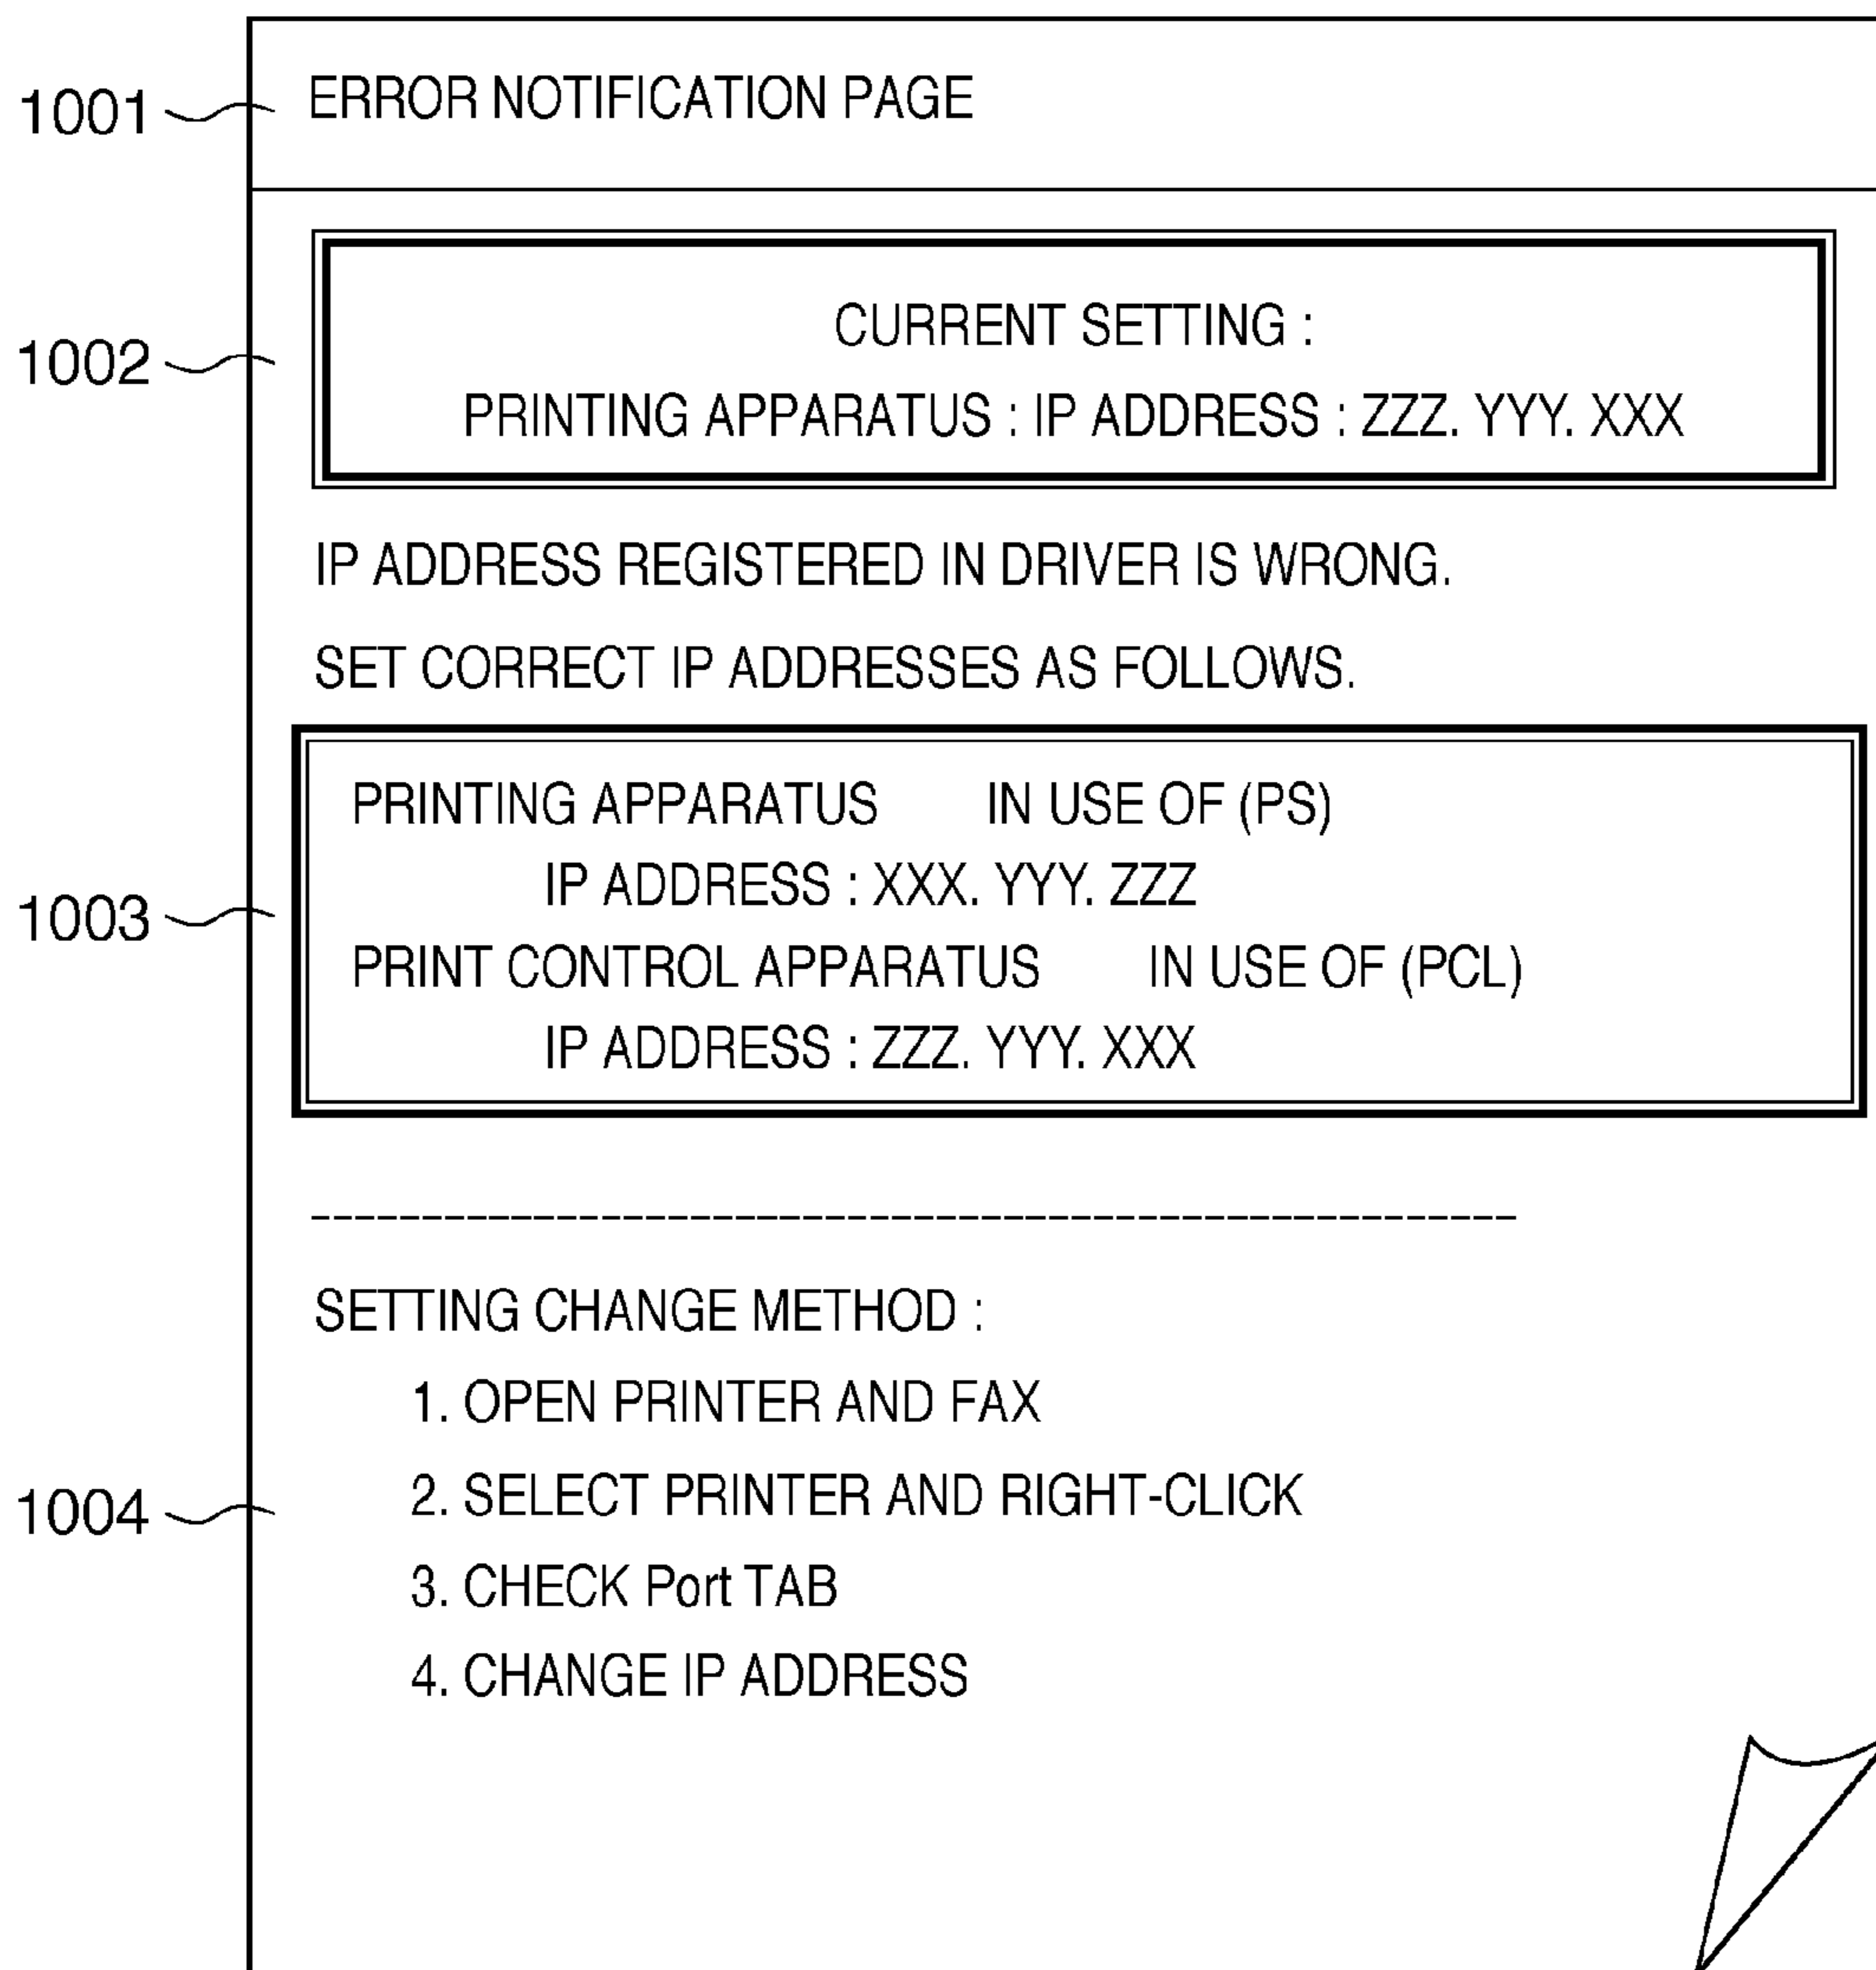 1001
ERROR NOTIFICATION PAGE
1002
CURRENT SETTING :
PRINTING APPARATUS : IP ADDRESS : ZZZ. YYY. XXX
IP ADDRESS REGISTERED IN DRIVER IS WRONG.
SET CORRECT IP ADDRESSES AS FOLLOWS.
1003
PRINTING APPARATUS IN USE OF (PS)
IP ADDRESS : XXX. YYY. ZZZ
PRINT CONTROL APPARATUS IN USE OF (PCL)
IP ADDRESS : ZZZ. YYY. XXX
SETTING CHANGE METHOD :
1. OPEN PRINTER AND FAX
1004
2. SELECT PRINTER AND RIGHT-CLICK
3. CHECK Port TAB
4. CHANGE IP ADDRESS